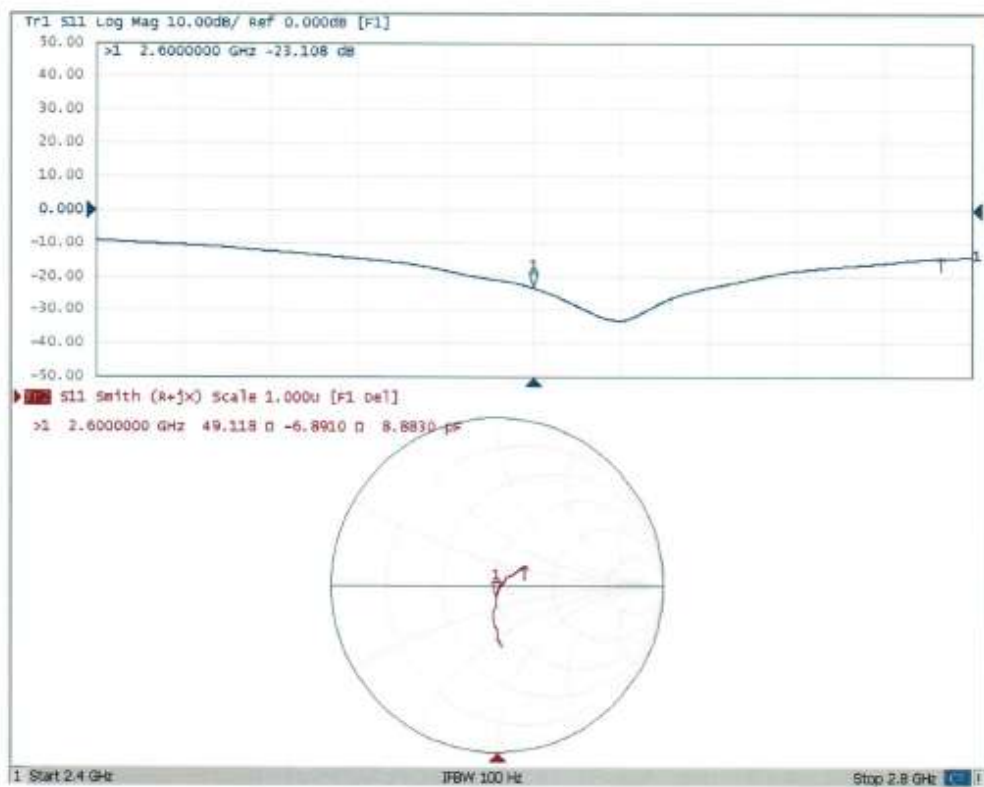 Tr1 S11 Log Mag 10.00dB/ Ref 0.000dB [F1]
50.00
>1 2.6000000 GHz -23.108 dB
40.00
30.00
20.00
10.00
0.000
-10.00
1
1
-20.00
-30.00
-40.00
-50.00
S11 Smith (R+jX) Scale 1.000U [F1 Del]
>1 2.6000000 GHz 49.118 Ω -6.8910 Ω 8.8830 pF
1
1 Start 2.4 GHz IFBW 100 Hz Stop 2.8 GHz !